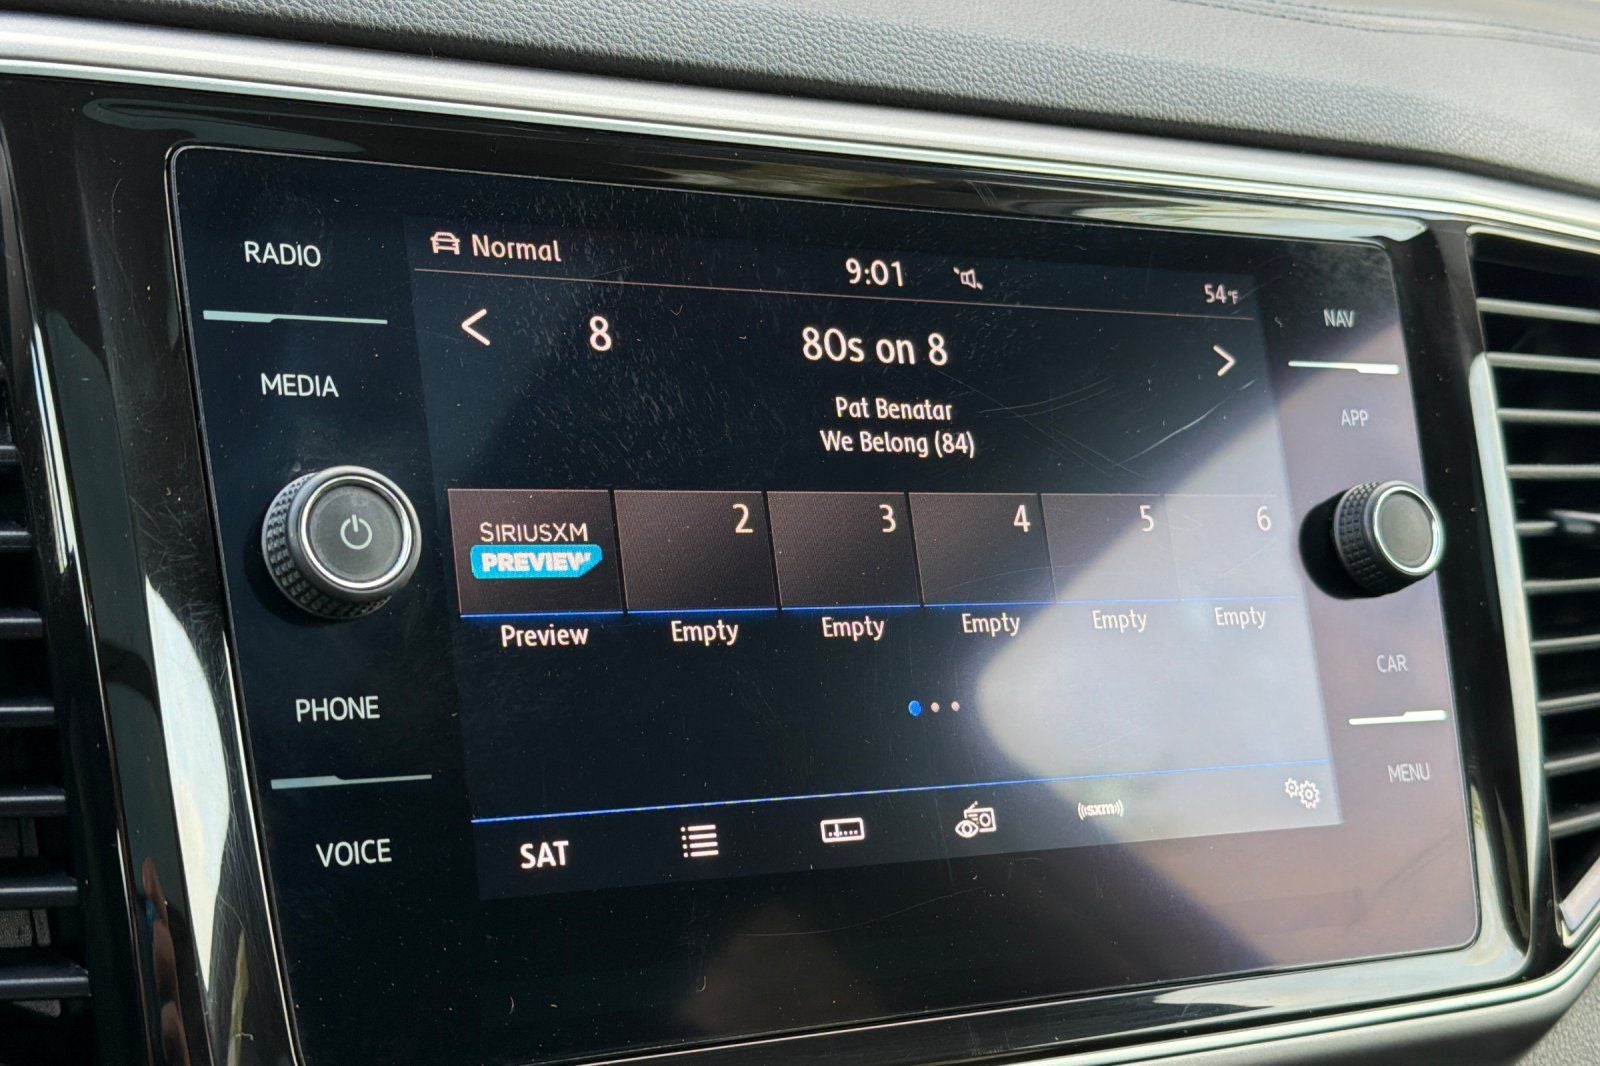 RADIO
MEDIA
PHONE
VOICE
Normal
9:01
54°F
8
80s on 8
Pat Benatar
We Belong (84)
SIRIUSXM
PREVIEW
2
3
4
5
6
Preview
Empty
Empty
Empty
Empty
Empty
SAT
((sxm))
NAV
APP
CAR
MENU